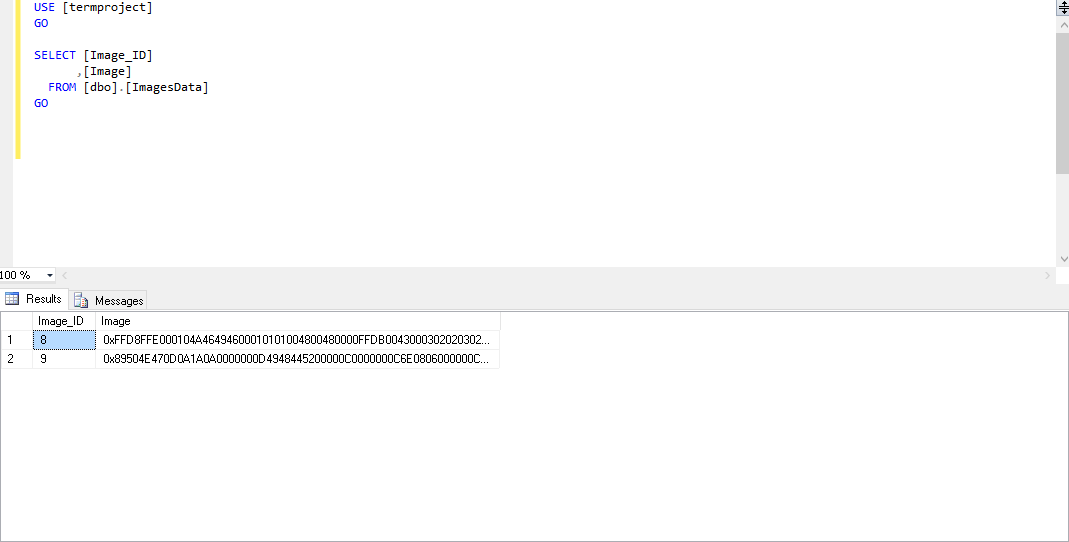 USE [termproject]
GO
SELECT [Image_ID]
,[Image]
FROM [dbo].[ImagesData]
GO
100 %
Results Messages
Image_ID Image
1 8 0xFFD8FFE000104A46494600010101004800480000FFDB0043000302020302...
2 9 0x89504E470D0A1A0A0000000D4948445200000C0000000C6E0806000000C...